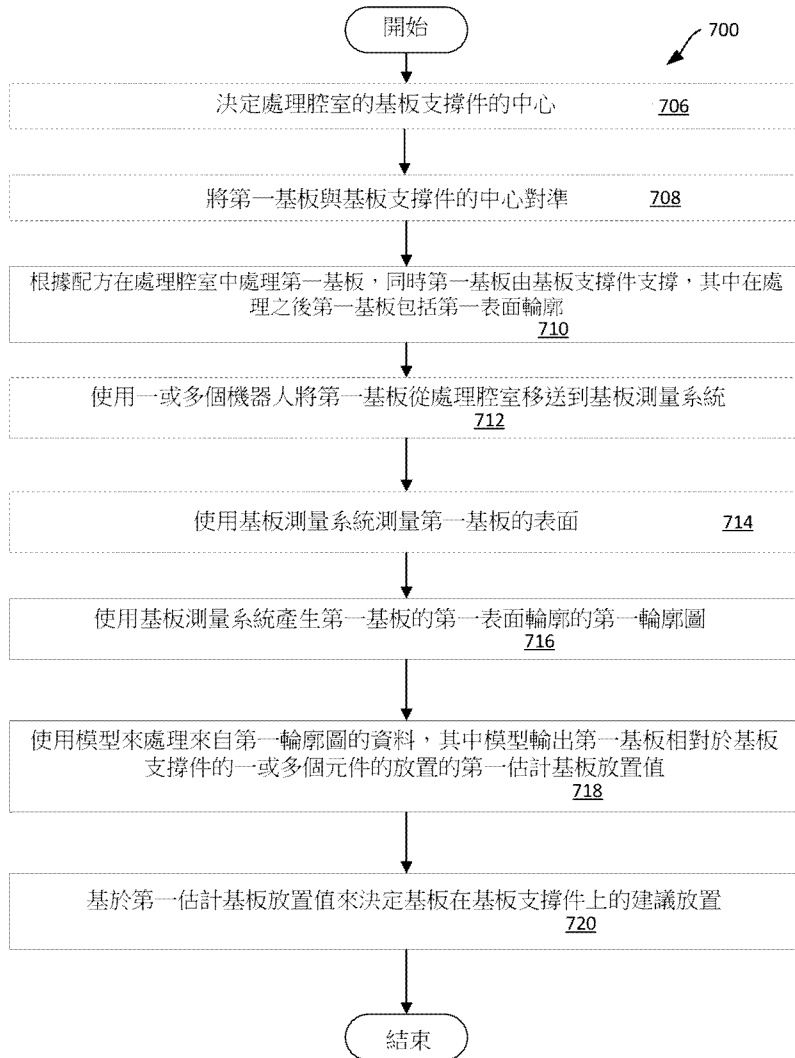 開始
700
決定處理腔室的基板支撐件的中心 706
將第一基板與基板支撐件的中心對準 708
根據配方在處理腔室中處理第一基板，同時第一基板由基板支撐件支撐，其中在處
理之後第一基板包括第一表面輪廓
710
使用一或多個機器人將第一基板從處理腔室移送到基板測量系統
712
使用基板測量系統測量第一基板的表面 714
使用基板測量系統產生第一基板的第一表面輪廓的第一輪廓圖
716
使用模型來處理來自第一輪廓圖的資料，其中模型輸出第一基板相對於基板
支撐件的一或多個元件的放置的第一估計基板放置值
718
基於第一估計基板放置值來決定基板在基板支撐件上的建議放置
720
結束